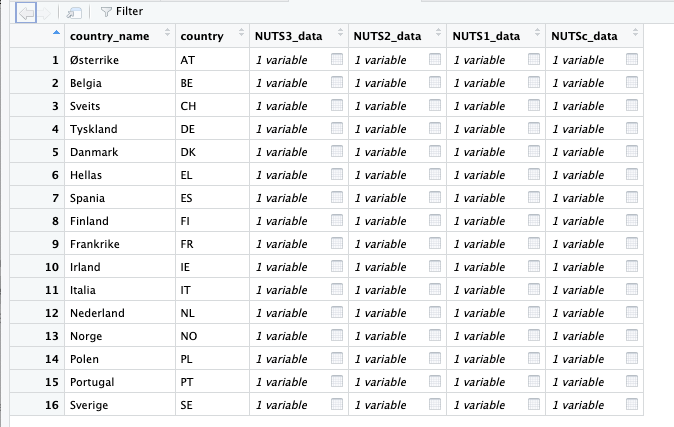 Filter
country_name country NUTS3_data NUTS2_data NUTS1_data NUTSc_data
1 Østerrike AT 1 variable 1 variable 1 variable 1 variable
2 Belgia BE 1 variable 1 variable 1 variable 1 variable
3 Sveits CH 1 variable 1 variable 1 variable 1 variable
4 Tyskland DE 1 variable 1 variable 1 variable 1 variable
5 Danmark DK 1 variable 1 variable 1 variable 1 variable
6 Hellas EL 1 variable 1 variable 1 variable 1 variable
7 Spania ES 1 variable 1 variable 1 variable 1 variable
8 Finland FI 1 variable 1 variable 1 variable 1 variable
9 Frankrike FR 1 variable 1 variable 1 variable 1 variable
10 Irland IE 1 variable 1 variable 1 variable 1 variable
11 Italia IT 1 variable 1 variable 1 variable 1 variable
12 Nederland NL 1 variable 1 variable 1 variable 1 variable
13 Norge NO 1 variable 1 variable 1 variable 1 variable
14 Polen PL 1 variable 1 variable 1 variable 1 variable
15 Portugal PT 1 variable 1 variable 1 variable 1 variable
16 Sverige SE 1 variable 1 variable 1 variable 1 variable